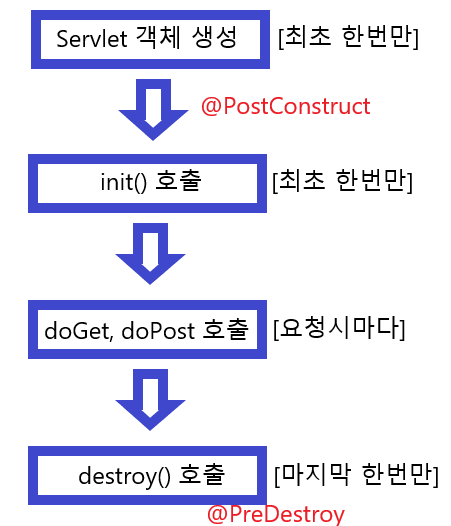 Servlet 객체 생성 [최초 한번만]
@PostConstruct
init() 호출 [최초 한번만]
doGet, doPost 호출 [요청시마다]
destroy() 호출 [마지막 한번만]
@PreDestroy